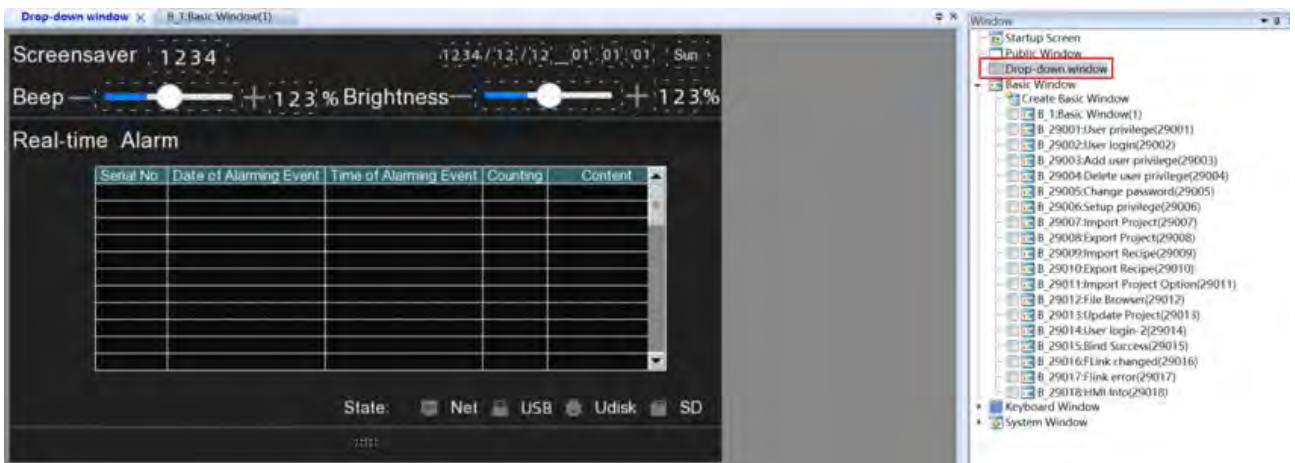 Drop-down window B_1:Basic Window(1)
Screensaver 1234 1234/12/12__01:01:01 Sun
Beep — + 123 % Brightness — + 123%
Real-time Alarm
Serial No Date of Alarming Event Time of Alarming Event Counting Content
State: Net USB Udisk SD
Window
Startup Screen
Public Window
Drop-down window
Basic Window
Create Basic Window
B_1:Basic Window(1)
B_29001:User privilege(29001)
B_29002:User login(29002)
B_29003:Add user privilege(29003)
B_29004:Delete user privilege(29004)
B_29005:Change password(29005)
B_29006:Setup privilege(29006)
B_29007:Import Project(29007)
B_29008:Export Project(29008)
B_29009:Import Recipe(29009)
B_29010:Export Recipe(29010)
B_29011:Import Project Option(29011)
B_29012:File Browser(29012)
B_29013:Update Project(29013)
B_29014:User login-2(29014)
B_29015:Bind Success(29015)
B_29016:FLink changed(29016)
B_29017:Flink error(29017)
B_29018:HMI Info(29018)
Keyboard Window
System Window